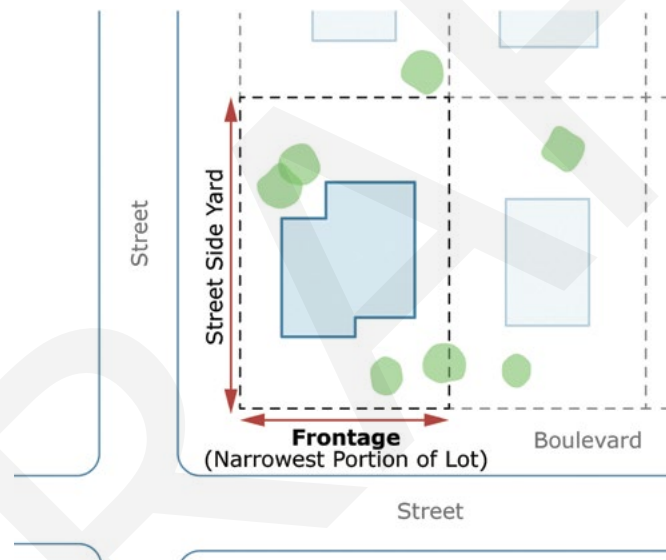 Street
Street Side Yard
Frontage
(Narrowest Portion of Lot)
Boulevard
Street